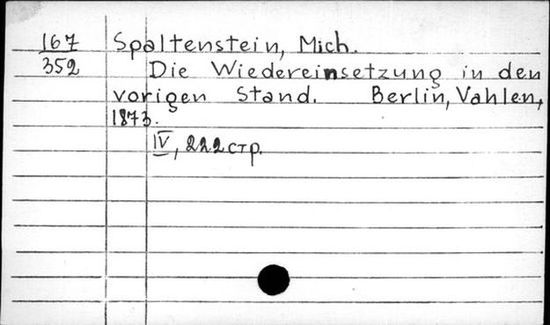 167 Spaltenstein, Mich.
352 Die Wiedereinsetzung in den
vorigen Stand. Berlin, Vahlen,
1873.
IV, 222 стр.